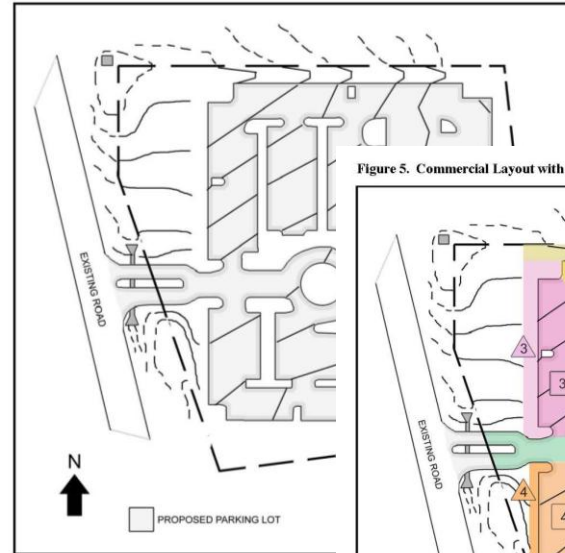 EXISTING ROAD
N
PROPOSED PARKING LOT
Figure 5. Commercial Layout with
3
3
EXISTING ROAD
4
4